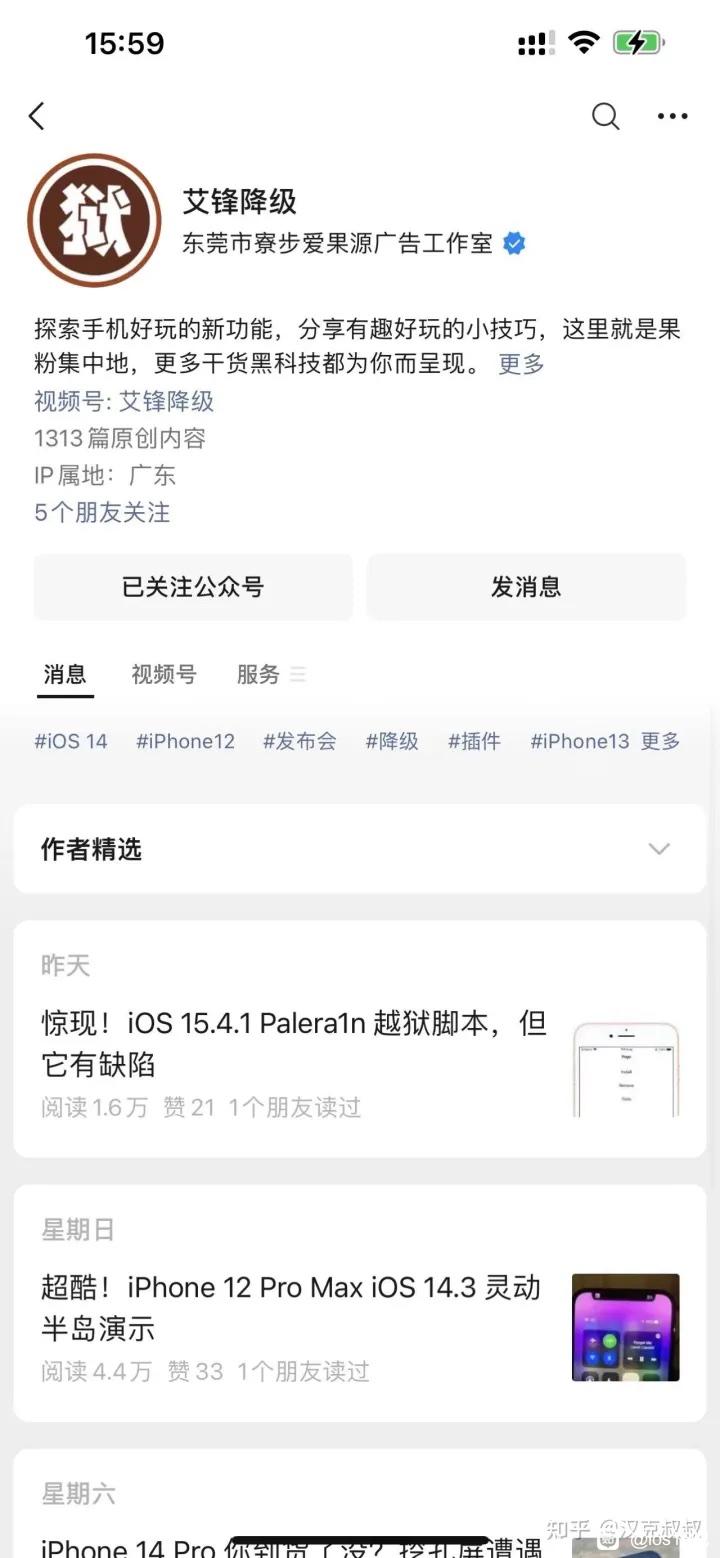 15:59
狱
艾锋降级
东莞市寮步爱果源广告工作室
探索手机好玩的新功能，分享有趣好玩的小技巧，这里就是果
粉集中地，更多干货黑科技都为你而呈现。 更多
视频号: 艾锋降级
1313篇原创内容
IP属地：广东
5个朋友关注
已关注公众号 发消息
消息 视频号 服务
#iOS 14 #iPhone12 #发布会 #降级 #插件 #iPhone13 更多
作者精选
昨天
惊现！iOS 15.4.1 Palera1n 越狱脚本，但
它有缺陷
阅读1.6万 赞21 1个朋友读过
星期日
超酷！iPhone 12 Pro Max iOS 14.3 灵动
半岛演示
阅读4.4万 赞33 1个朋友读过
星期六
iPhone 14 Pro 你到货了没？挖孔屏遭遇
知乎 @汉克叔叔